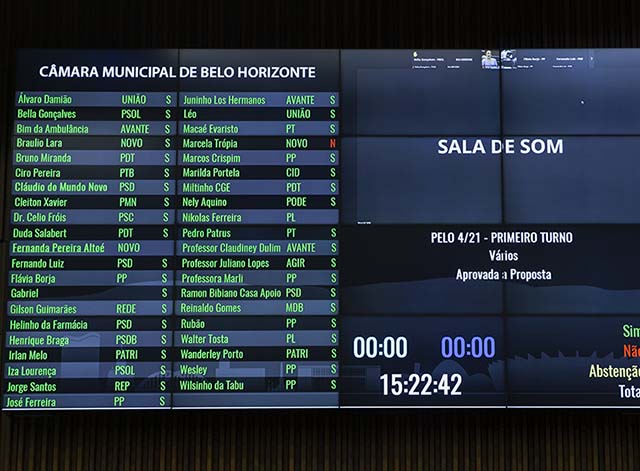 CÂMARA MUNICIPAL DE BELO HORIZONTE
Álvaro Damião UNIÃO S
Bella Gonçalves PSOL S
Bim da Ambulância AVANTE S
Braulio Lara NOVO S
Bruno Miranda PDT S
Ciro Pereira PTB S
Cláudio do Mundo Novo PSD S
Cleiton Xavier PMN S
Dr. Celio Fróis PSC S
Duda Salabert PDT S
Fernanda Pereira Altoé NOVO
Fernando Luiz PSD S
Flávia Borja PP S
Gabriel S
Gilson Guimarães REDE S
Helinho da Farmácia PSD S
Henrique Braga PSDB S
Irlan Melo PATRI S
Iza Lourença PSOL S
Jorge Santos REP S
José Ferreira PP S
Juninho Los Hermanos AVANTE S
Léo UNIÃO S
Macaé Evaristo PT S
Marcela Trópia NOVO N
Marcos Crispim PP S
Marilda Portela CID S
Miltinho CGE PDT S
Nely Aquino PODE S
Nikolas Ferreira PL
Pedro Patrus PT S
Professor Claudiney Dulim AVANTE S
Professor Juliano Lopes AGIR S
Professora Marli PP S
Ramon Bibiano Casa Apoio PSD S
Reinaldo Gomes MDB S
Rubão PP S
Walter Tosta PL S
Wanderley Porto PATRI S
Wesley PP S
Wilsinho da Tabu PP S
SALA DE SOM
PELO 4/21 - PRIMEIRO TURNO
Vários
Aprovada a Proposta
00:00 00:00
15:22:42
Sim
Não
Abstenção
Tota